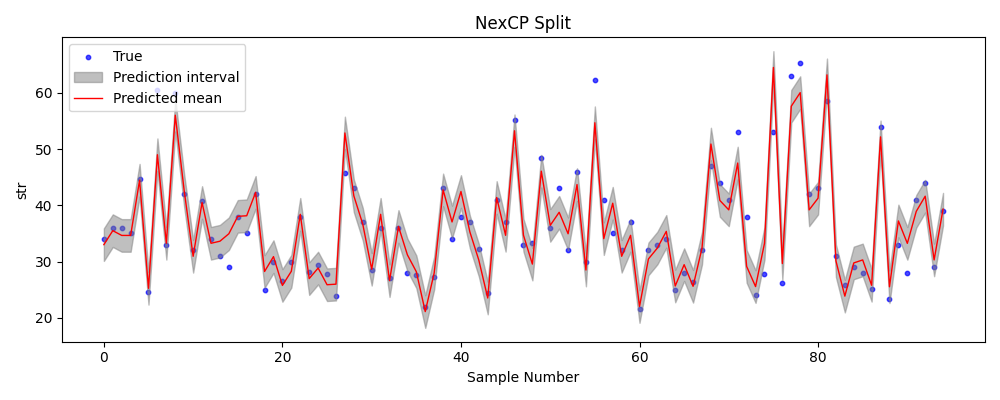 NexCP Split
True
Prediction interval
Predicted mean
60
50
40
30
20
str
0
20
40
60
80
Sample Number